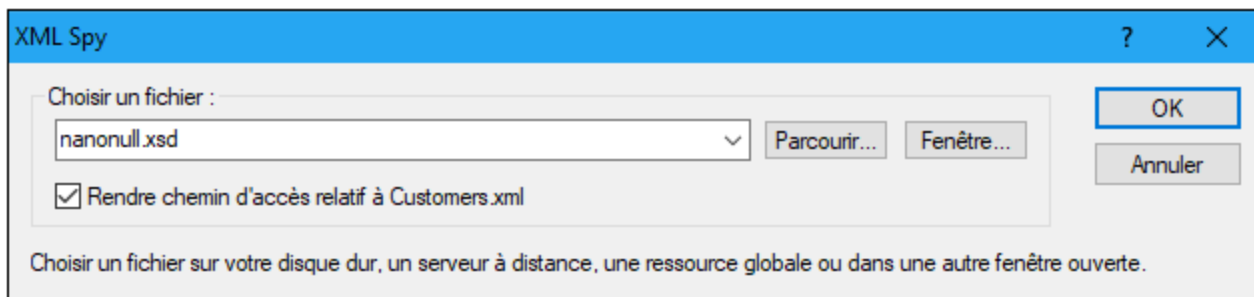 XML Spy ?
Choisir un fichier :
OK
nanonull.xsd Parcourir... Fenêtre...
Annuler
Rendre chemin d'accès relatif à Customers.xml
Choisir un fichier sur votre disque dur, un serveur à distance, une ressource globale ou dans une autre fenêtre ouverte.